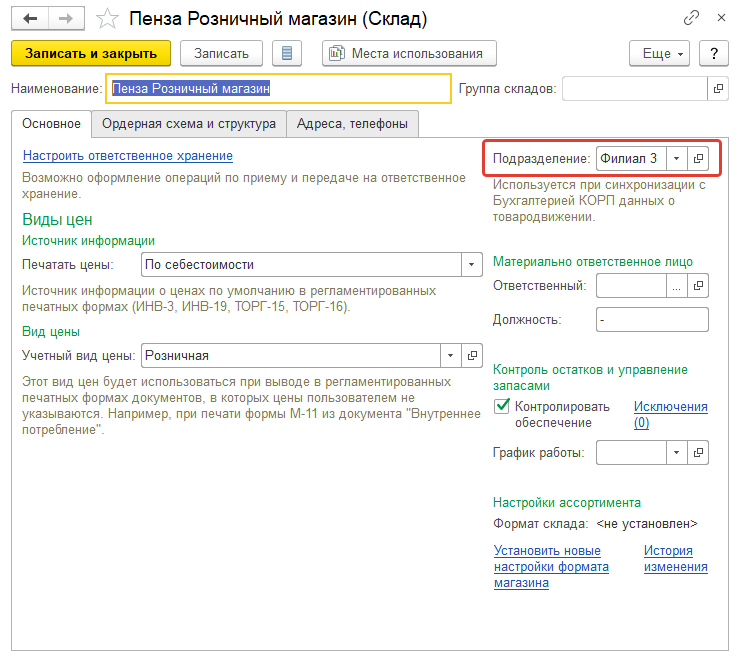 Пенза Розничный магазин (Склад)
Записать и закрыть
Записать
Места использования
Еще
?
Наименование:
Пенза Розничный магазин
Группа складов:
Основное
Ордерная схема и структура
Адреса, телефоны
Настроить ответственное хранение
Возможно оформление операций по приему и передаче на ответственное
хранение.
Виды цен
Источник информации
Печатать цены:
По себестоимости
Источник информации о ценах по умолчанию в регламентированных
печатных формах (ИНВ-3, ИНВ-19, ТОРГ-15, ТОРГ-16).
Вид цены
Учетный вид цены:
Розничная
Этот вид цен будет использоваться при выводе в регламентированных
печатных формах документов, в которых цены пользователем не
указываются. Например, при печати формы М-11 из документа "Внутреннее
потребление".
Подразделение:
Филиал 3
Используется при синхронизации с
Бухгалтерией КОРП данных о
товародвижении.
Материально ответственное лицо
Ответственный:
...
Должность:
-
Контроль остатков и управление
запасами
Контролировать
обеспечение
Исключения
(0)
График работы:
Настройки ассортимента
Формат склада: <не установлен>
Установить новые
настройки формата
магазина
История
изменения